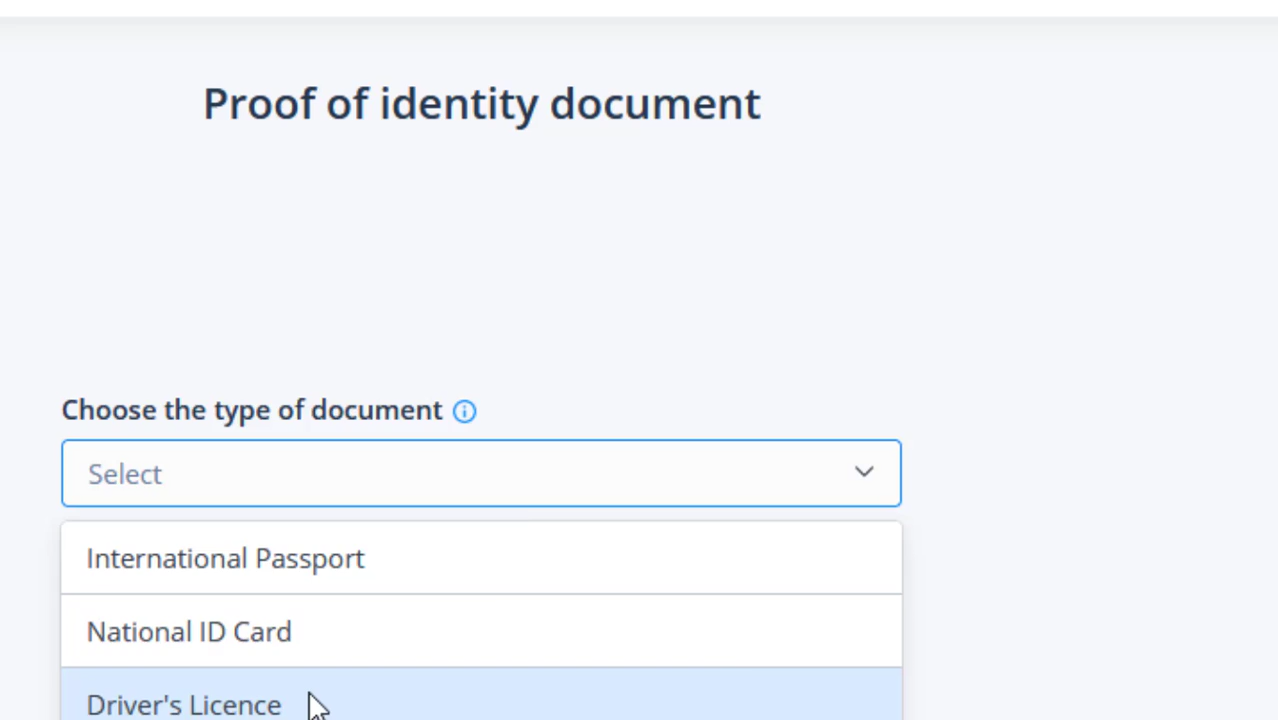 Proof of identity document
Choose the type of document
Select
International Passport
National ID Card
Driver's Licence